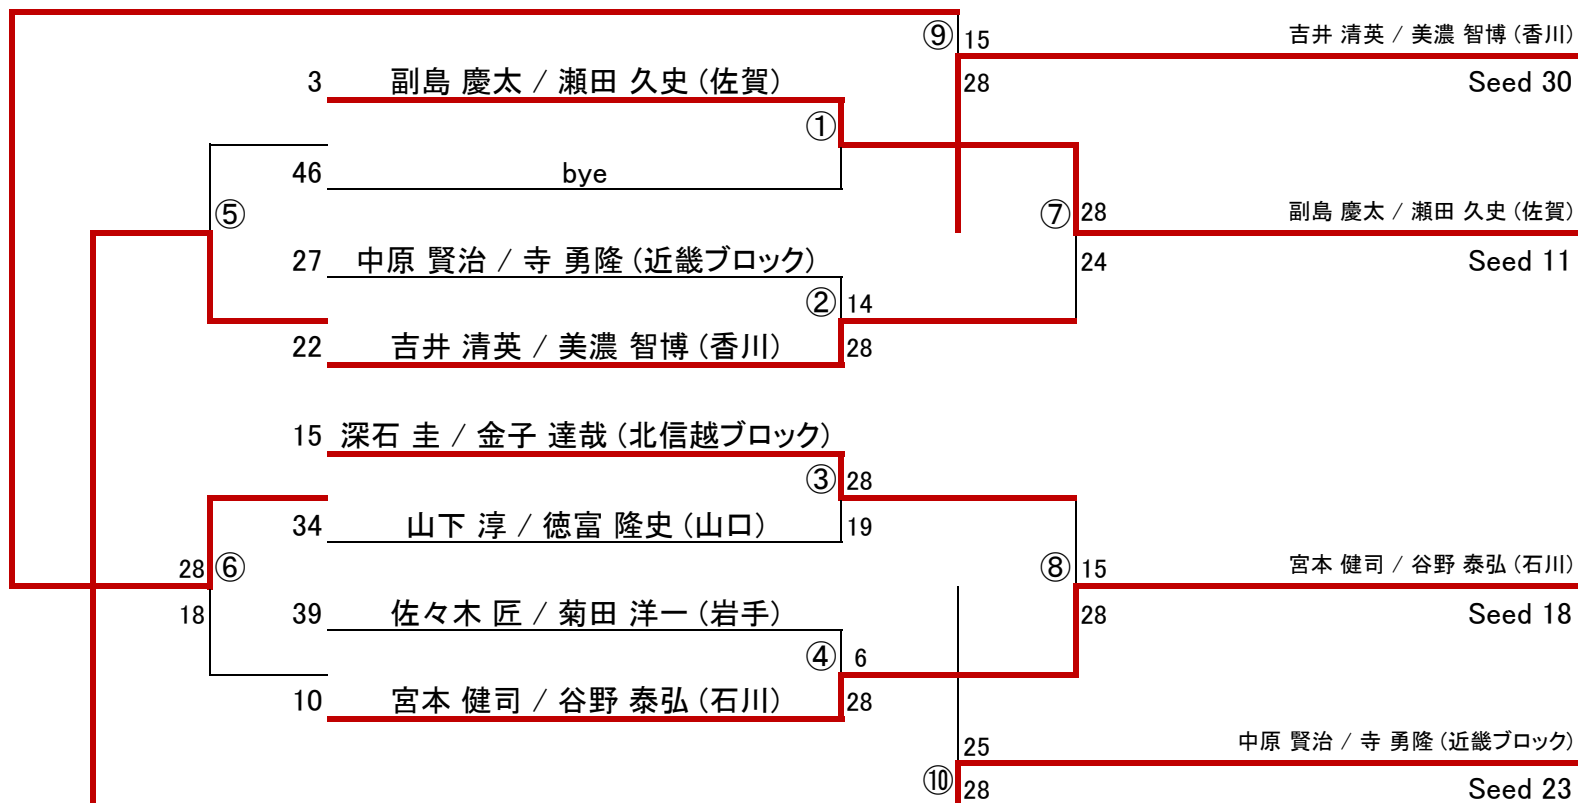 ⑨ 15 吉井 清英 / 美濃 智博 (香川)
3 副島 慶太 / 瀬田 久史 (佐賀) 28 Seed 30
①
46 bye
⑤ ⑦ 28 副島 慶太 / 瀬田 久史 (佐賀)
27 中原 賢治 / 寺 勇隆 (近畿ブロック) 24 Seed 11
② 14
22 吉井 清英 / 美濃 智博 (香川) 28
15 深石 圭 / 金子 達哉 (北信越ブロック)
③ 28
34 山下 淳 / 徳富 隆史 (山口) 19
28 ⑥ ⑧ 15 宮本 健司 / 谷野 泰弘 (石川)
18 39 佐々木 匠 / 菊田 洋一 (岩手) 28 Seed 18
④ 6
10 宮本 健司 / 谷野 泰弘 (石川) 28
25 中原 賢治 / 寺 勇隆 (近畿ブロック)
⑩ 28 Seed 23